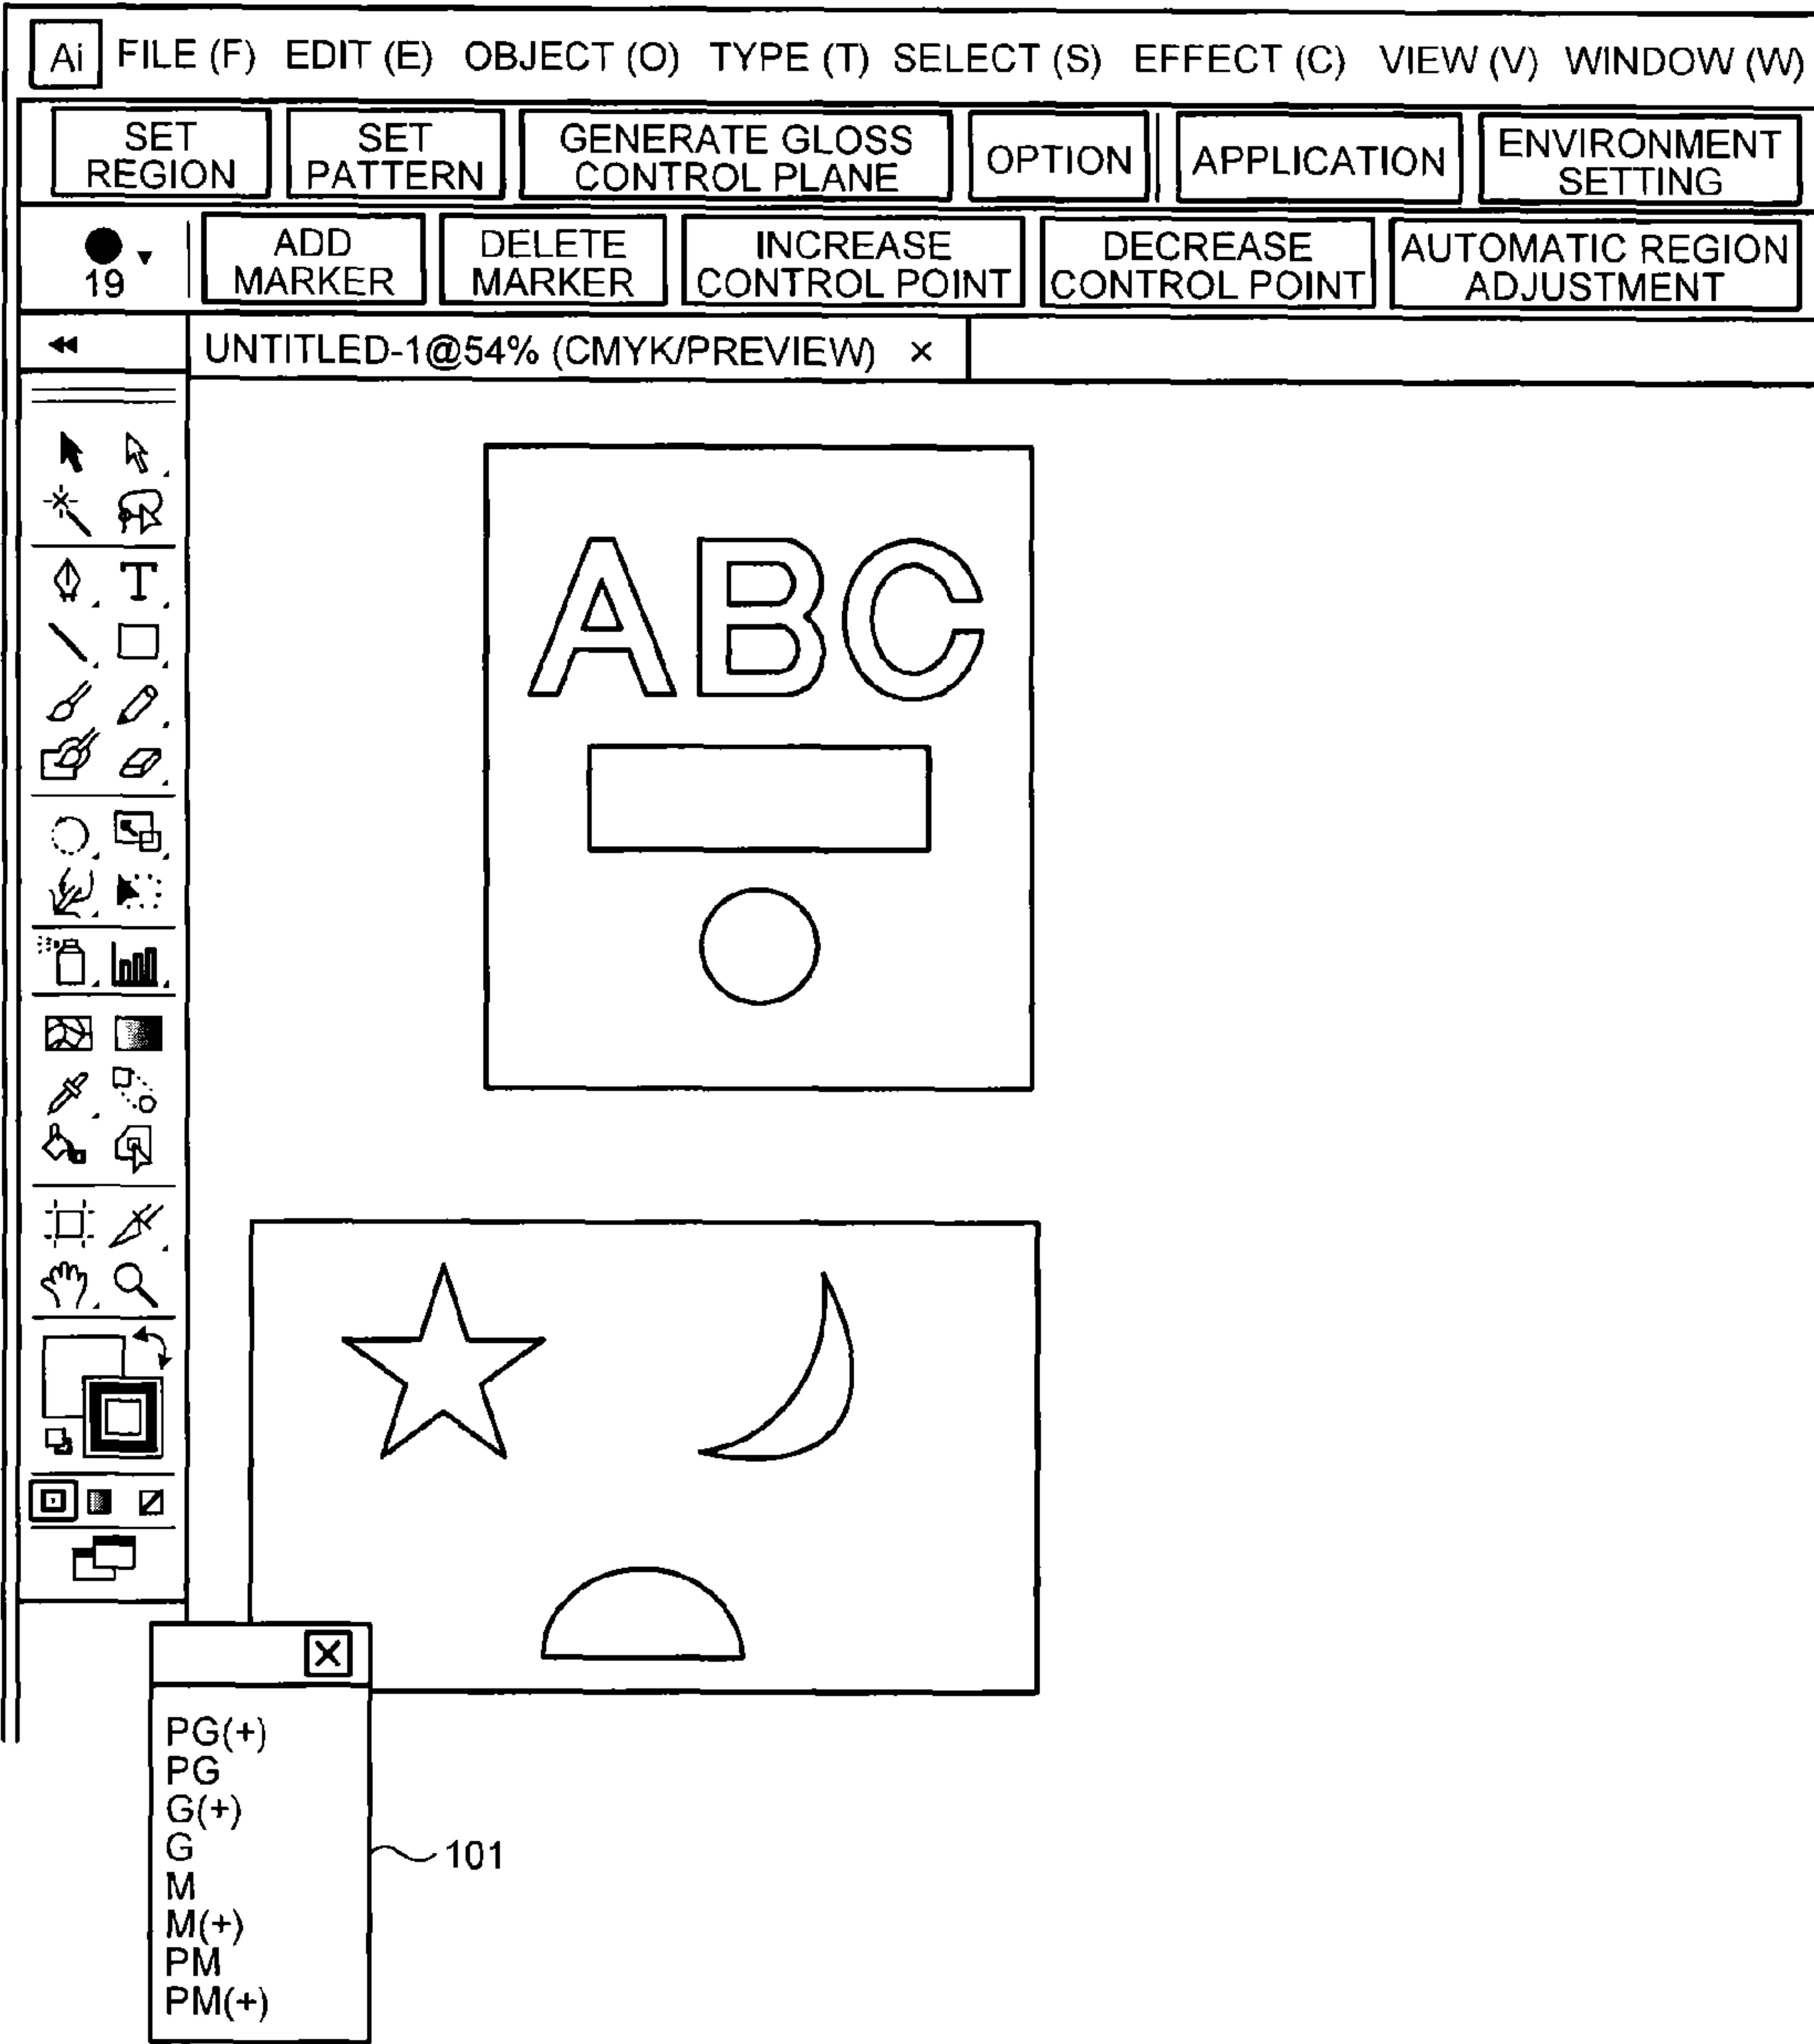 Ai FILE (F) EDIT (E) OBJECT (O) TYPE (T) SELECT (S) EFFECT (C) VIEW (V) WINDOW (W)
SET
REGION
SET
PATTERN
GENERATE GLOSS
CONTROL PLANE
OPTION
APPLICATION
ENVIRONMENT
SETTING
19
ADD
MARKER
DELETE
MARKER
INCREASE
CONTROL POINT
DECREASE
CONTROL POINT
AUTOMATIC REGION
ADJUSTMENT
UNTITLED-1@54% (CMYK/PREVIEW) ×
T
ABC
PG(+)
PG
G(+)
G
M
M(+)
PM
PM(+)
101